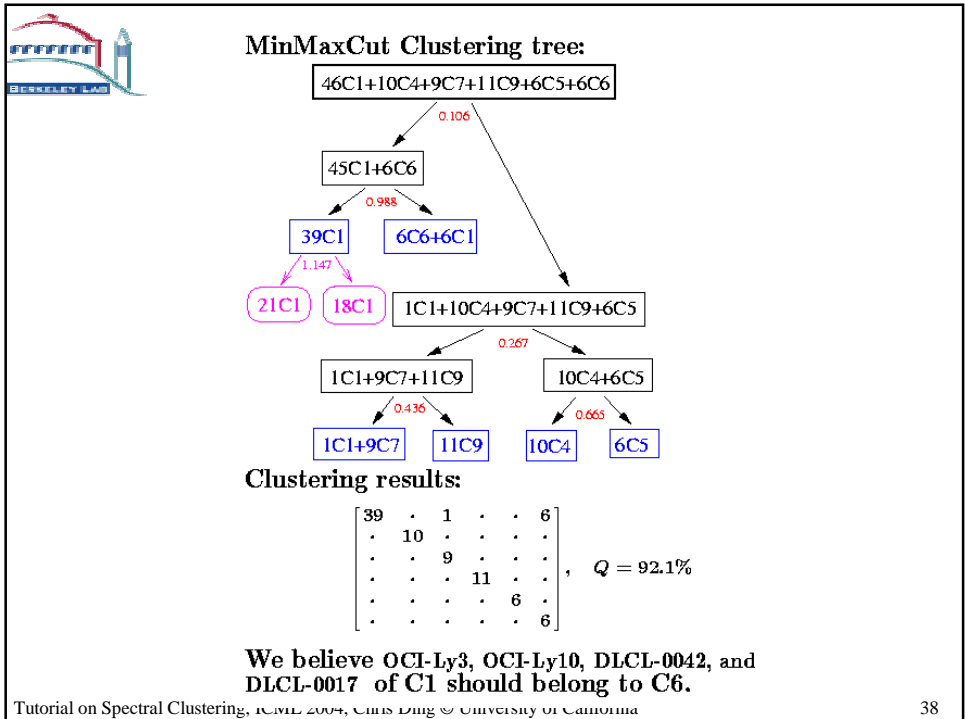 BERKELEY LAB
MinMaxCut Clustering tree:
46C1+10C4+9C7+11C9+6C5+6C6
0.106
45C1+6C6
0.988
39C1 6C6+6C1
1.147
21C1 18C1 1C1+10C4+9C7+11C9+6C5
0.267
1C1+9C7+11C9 10C4+6C5
0.436 0.665
1C1+9C7 11C9 10C4 6C5
Clustering results:
39 · 1 · · 6
· 10 · · · ·
· · 9 · · ·
· · · 11 · · , Q = 92.1%
· · · · 6 ·
· · · · · 6
We believe OCI-Ly3, OCI-Ly10, DLCL-0042, and
DLCL-0017 of C1 should belong to C6.
Tutorial on Spectral Clustering, ICML 2004, Chris Ding © University of California 38